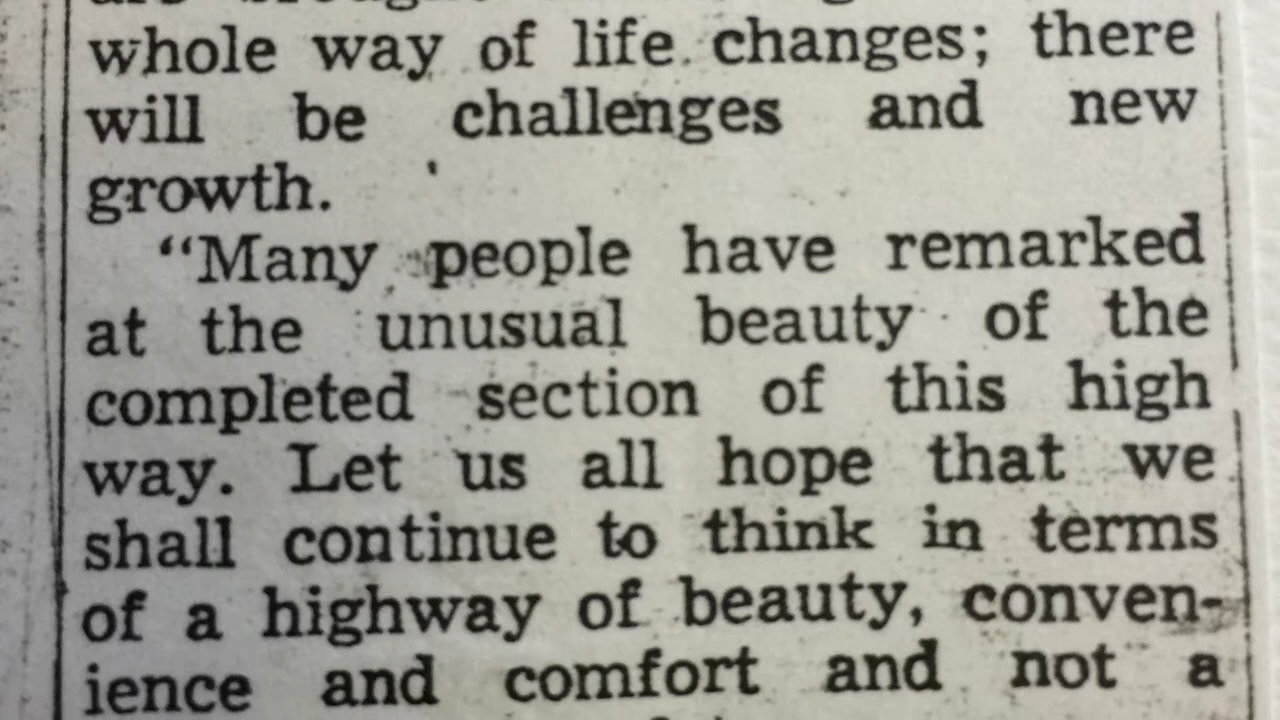 whole way of life changes; there
will be challenges and new
growth.
"Many people have remarked
at the unusual beauty of the
completed section of this high
way. Let us all hope that we
shall continue to think in terms
of a highway of beauty, conven-
ience and comfort and not a